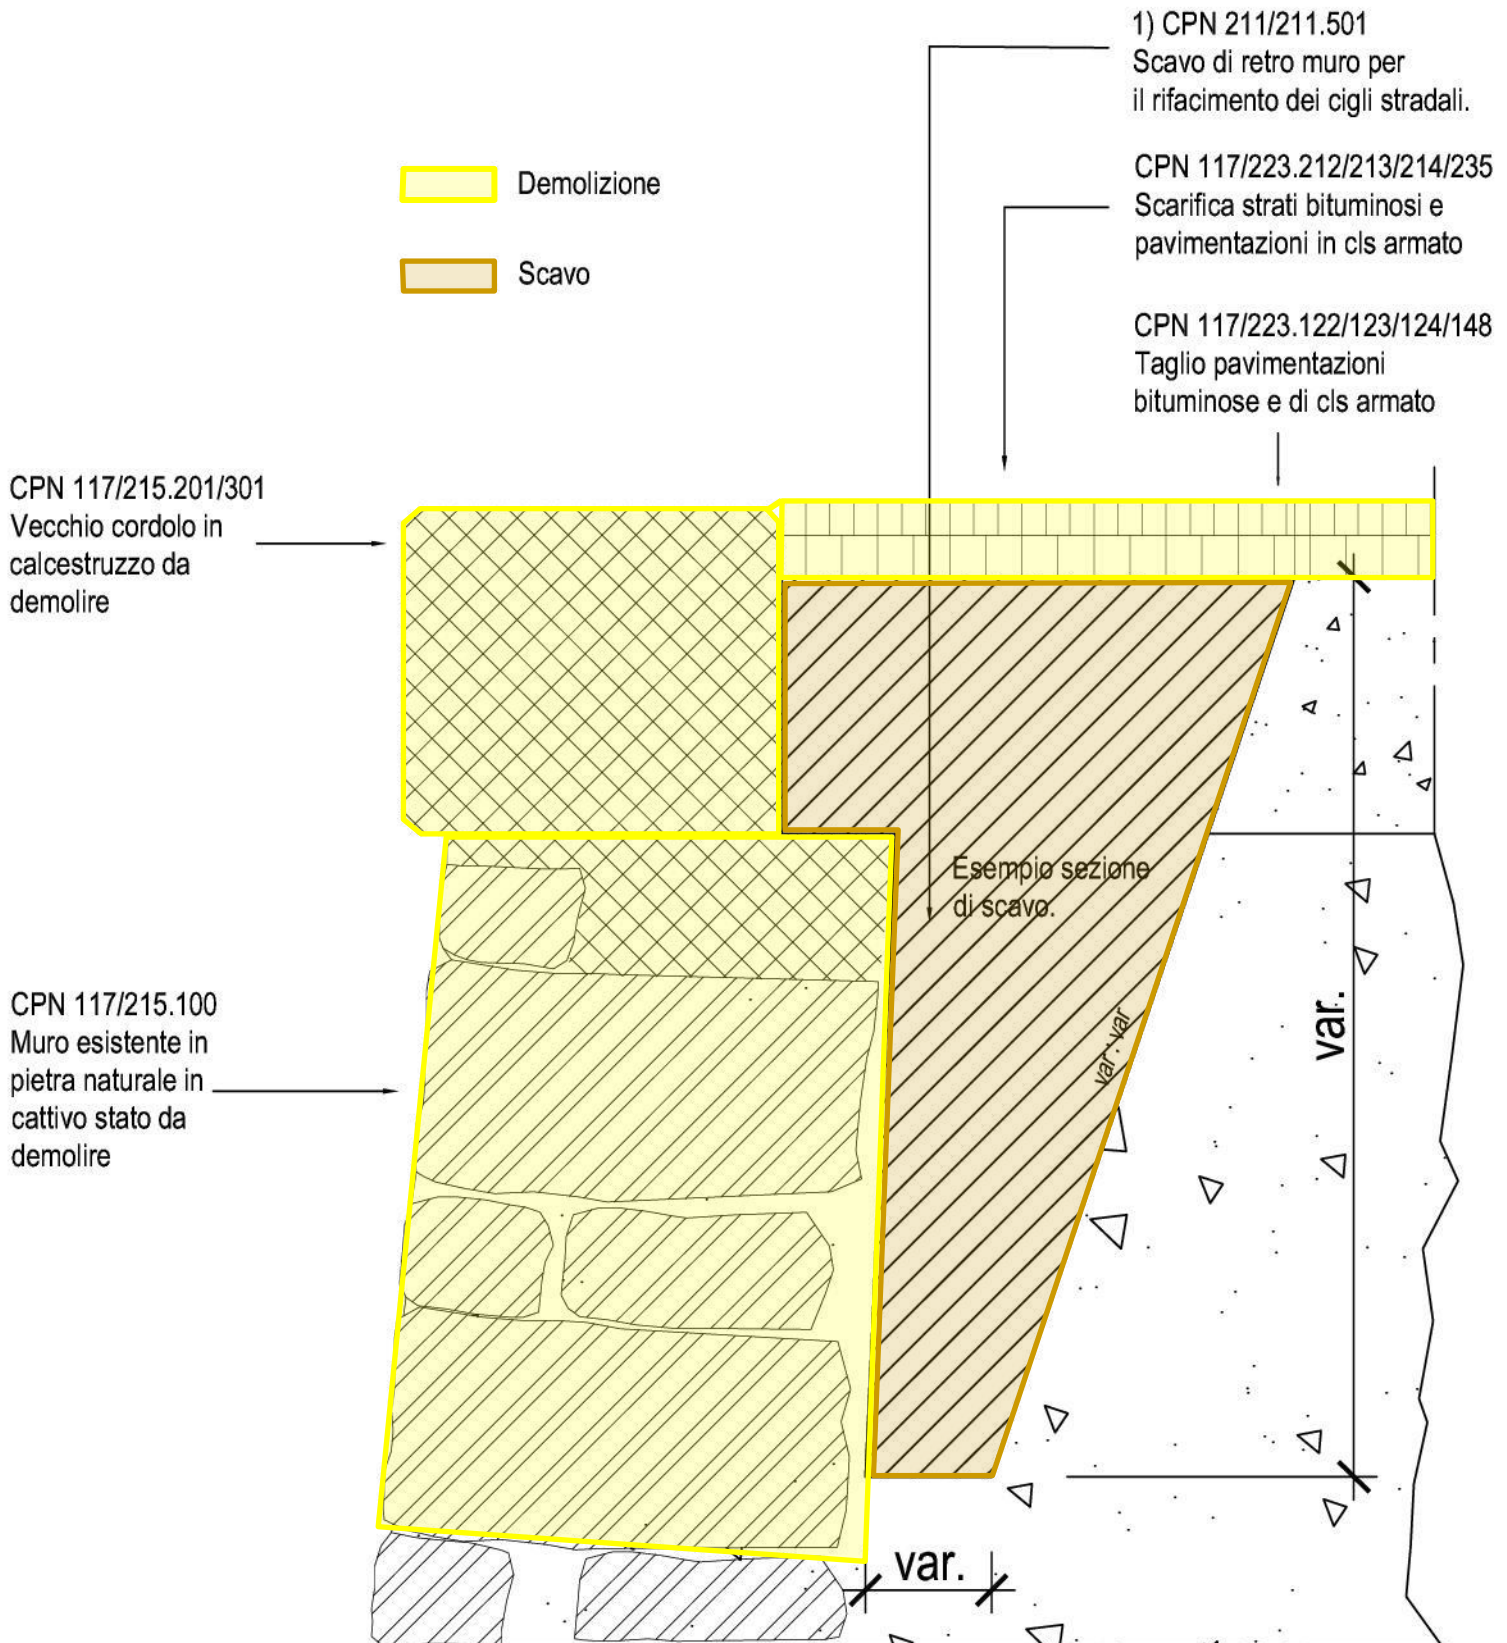 1) CPN 211/211.501
Scavo di retro muro per
il rifacimento dei cigli stradali.
CPN 117/223.212/213/214/235
Scarifica strati bituminosi e
pavimentazioni in cls armato
CPN 117/223.122/123/124/148
Taglio pavimentazioni
bituminose e di cls armato
Demolizione
Scavo
CPN 117/215.201/301
Vecchio cordolo in
calcestruzzo da
demolire
Esempio sezione
di scavo.
CPN 117/215.100
Muro esistente in
pietra naturale in
cattivo stato da
demolire
var. : var
var.
var.